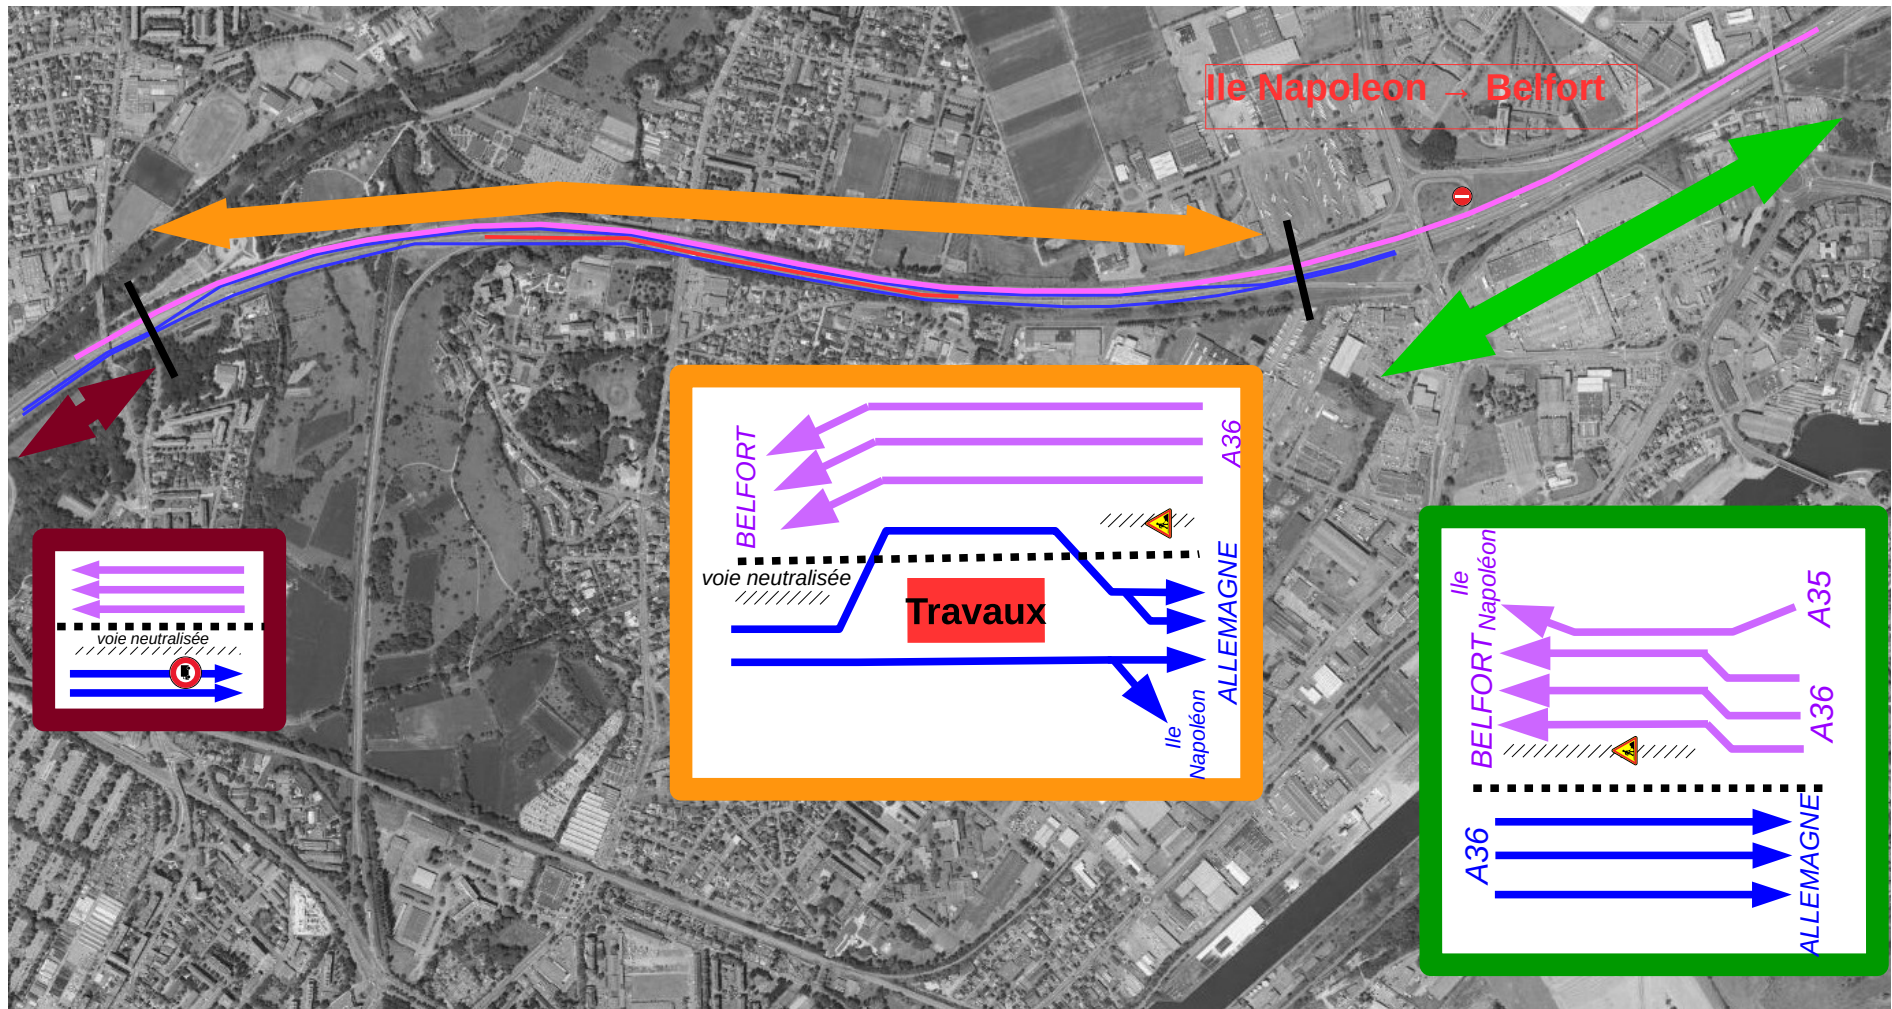 Ile Napoleon → Belfort
BELFORT
A36
voie neutralisée
Travaux
ALLEMAGNE
Ile
Napoléon
voie neutralisée
Ile
Napoléon
BELFORT
A35
A36
A36
ALLEMAGNE